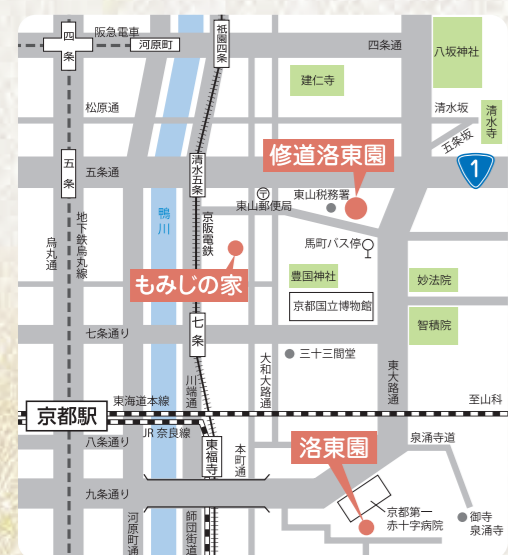 四条
阪急電車
河原町
祇園四条
四条通
八坂神社
建仁寺
松原通
清水坂
清水寺
五条坂
五条
五条通
清水五条
修道洛東園
1
東山税務署
東山郵便局
鴨川
京阪電鉄
烏丸通
地下鉄烏丸線
馬町バス停
もみじの家
豊国神社
妙法院
京都国立博物館
智積院
七条通り
七条
三十三間堂
川端通
大和大路通
東大路通
東海道本線
至山科
京都駅
JR 奈良線
八条通り
東福寺
本町通
洛東園
泉涌寺道
九条通り
京都第一
赤十字病院
御寺
泉涌寺
河原町通
師団街道